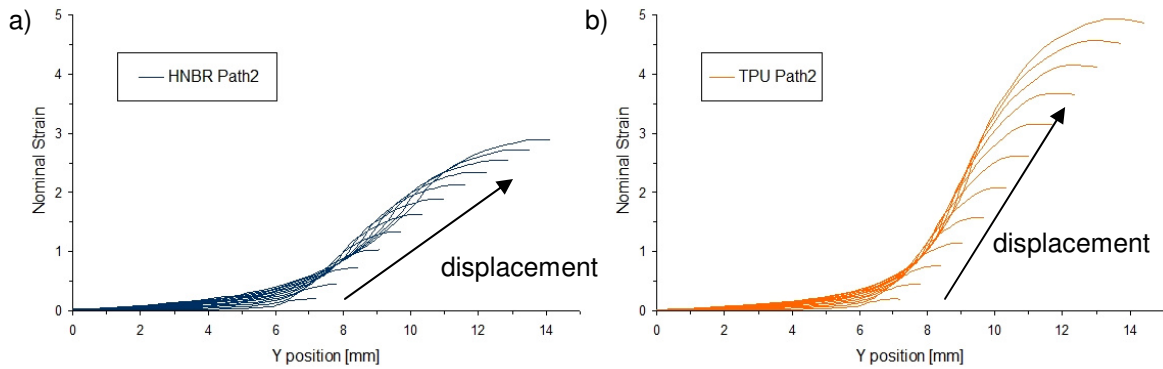 a)
HNBR Path2
Nominal Strain
5
4
3
2
1
0
displacement
0 2 4 6 8 10 12 14
Y position [mm]
b)
TPU Path2
Nominal Strain
5
4
3
2
1
0
displacement
0 2 4 6 8 10 12 14
Y position [mm]